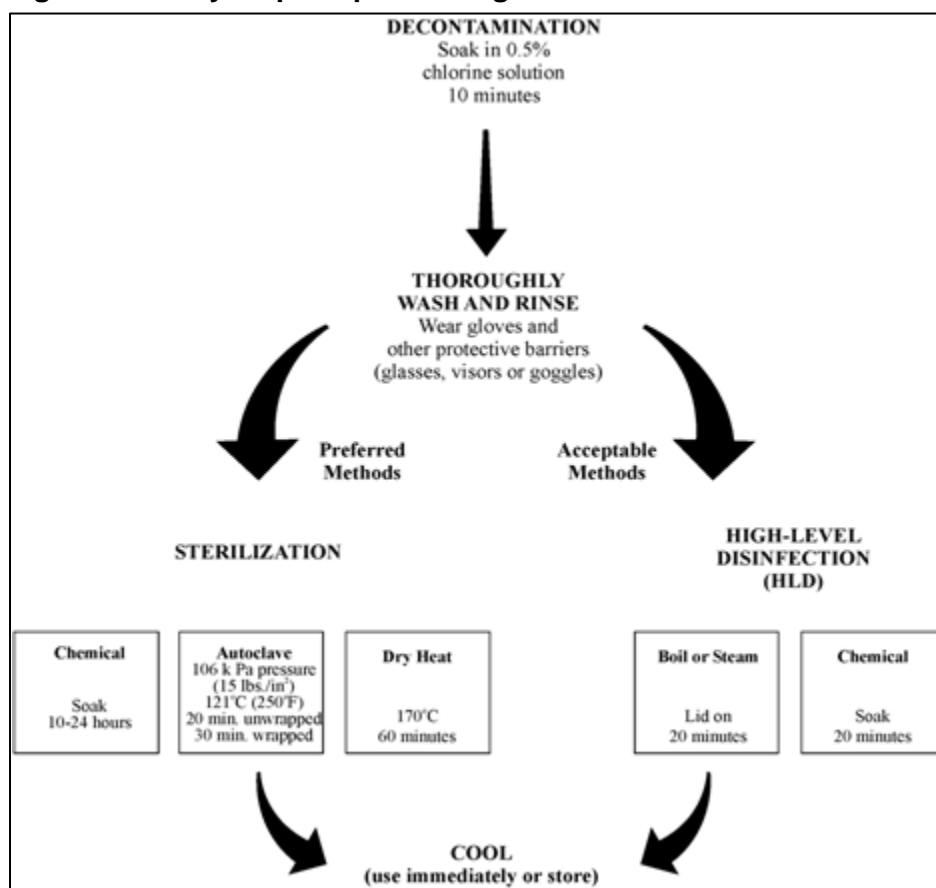 DECONTAMINATION
Soak in 0.5%
chlorine solution
10 minutes
THOROUGHLY
WASH AND RINSE
Wear gloves and
other protective barriers
(glasses, visors or goggles)
Preferred
Methods
Acceptable
Methods
STERILIZATION
HIGH-LEVEL
DISINFECTION
(HLD)
Chemical
Soak
10-24 hours
Autoclave
106 k Pa pressure
(15 lbs./in²)
121°C (250°F)
20 min. unwrapped
30 min. wrapped
Dry Heat
170°C
60 minutes
Boil or Steam
Lid on
20 minutes
Chemical
Soak
20 minutes
COOL
(use immediately or store)